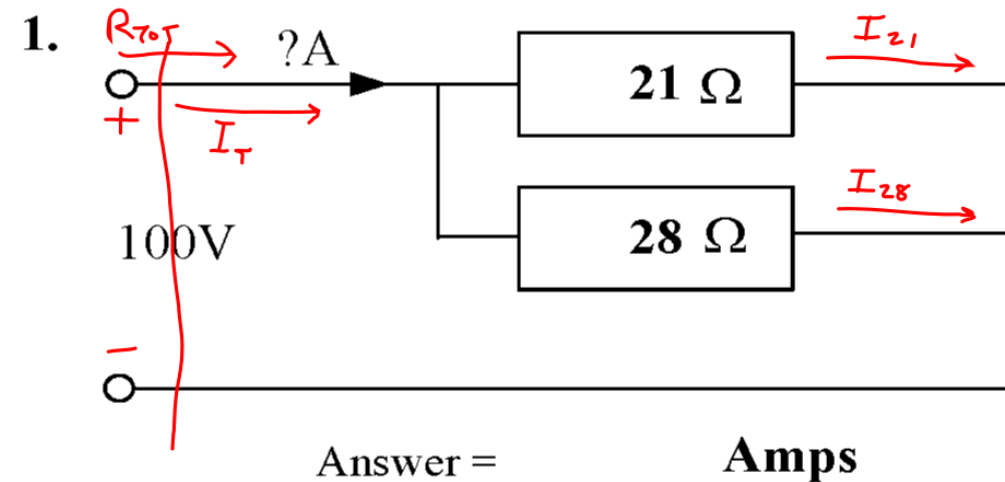 1.
R_TOT
?A
21 Ω
I_21
+
I_T
100V
28 Ω
I_28
−
Answer = Amps